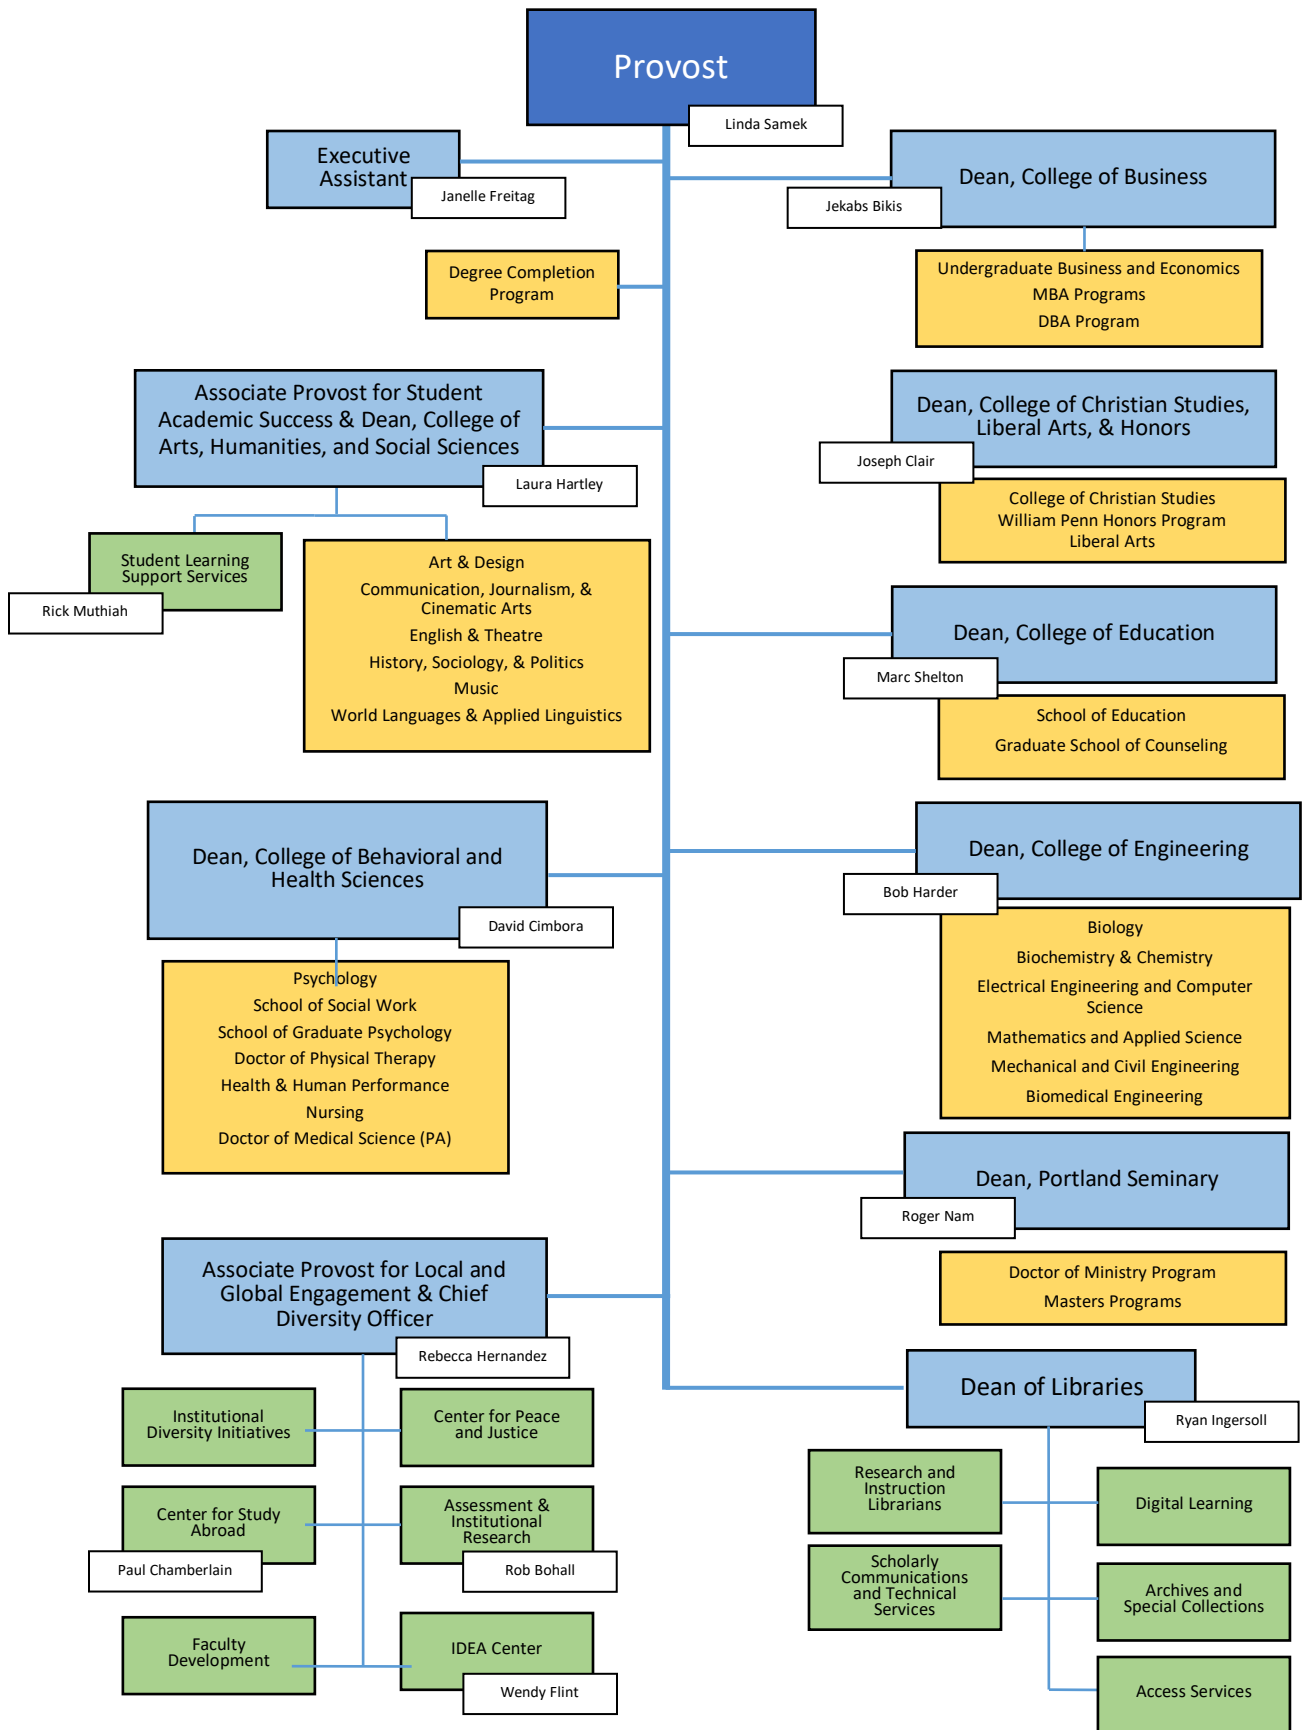 Provost
Linda Samek
Executive
Assistant
Janelle Freitag
Dean, College of Business
Jekabs Bikis
Degree Completion
Program
Undergraduate Business and Economics
MBA Programs
DBA Program
Associate Provost for Student
Academic Success & Dean, College of
Arts, Humanities, and Social Sciences
Laura Hartley
Dean, College of Christian Studies,
Liberal Arts, & Honors
Joseph Clair
College of Christian Studies
William Penn Honors Program
Liberal Arts
Student Learning
Support Services
Rick Muthiah
Art & Design
Communication, Journalism, &
Cinematic Arts
English & Theatre
History, Sociology, & Politics
Music
World Languages & Applied Linguistics
Dean, College of Education
Marc Shelton
School of Education
Graduate School of Counseling
Dean, College of Behavioral and
Health Sciences
David Cimbora
Psychology
School of Social Work
School of Graduate Psychology
Doctor of Physical Therapy
Health & Human Performance
Nursing
Doctor of Medical Science (PA)
Dean, College of Engineering
Bob Harder
Biology
Biochemistry & Chemistry
Electrical Engineering and Computer
Science
Mathematics and Applied Science
Mechanical and Civil Engineering
Biomedical Engineering
Dean, Portland Seminary
Roger Nam
Doctor of Ministry Program
Masters Programs
Associate Provost for Local and
Global Engagement & Chief
Diversity Officer
Rebecca Hernandez
Institutional
Diversity Initiatives
Center for Peace
and Justice
Center for Study
Abroad
Paul Chamberlain
Assessment &
Institutional
Research
Rob Bohall
Faculty
Development
IDEA Center
Wendy Flint
Dean of Libraries
Ryan Ingersoll
Research and
Instruction
Librarians
Digital Learning
Scholarly
Communications
and Technical
Services
Archives and
Special Collections
Access Services